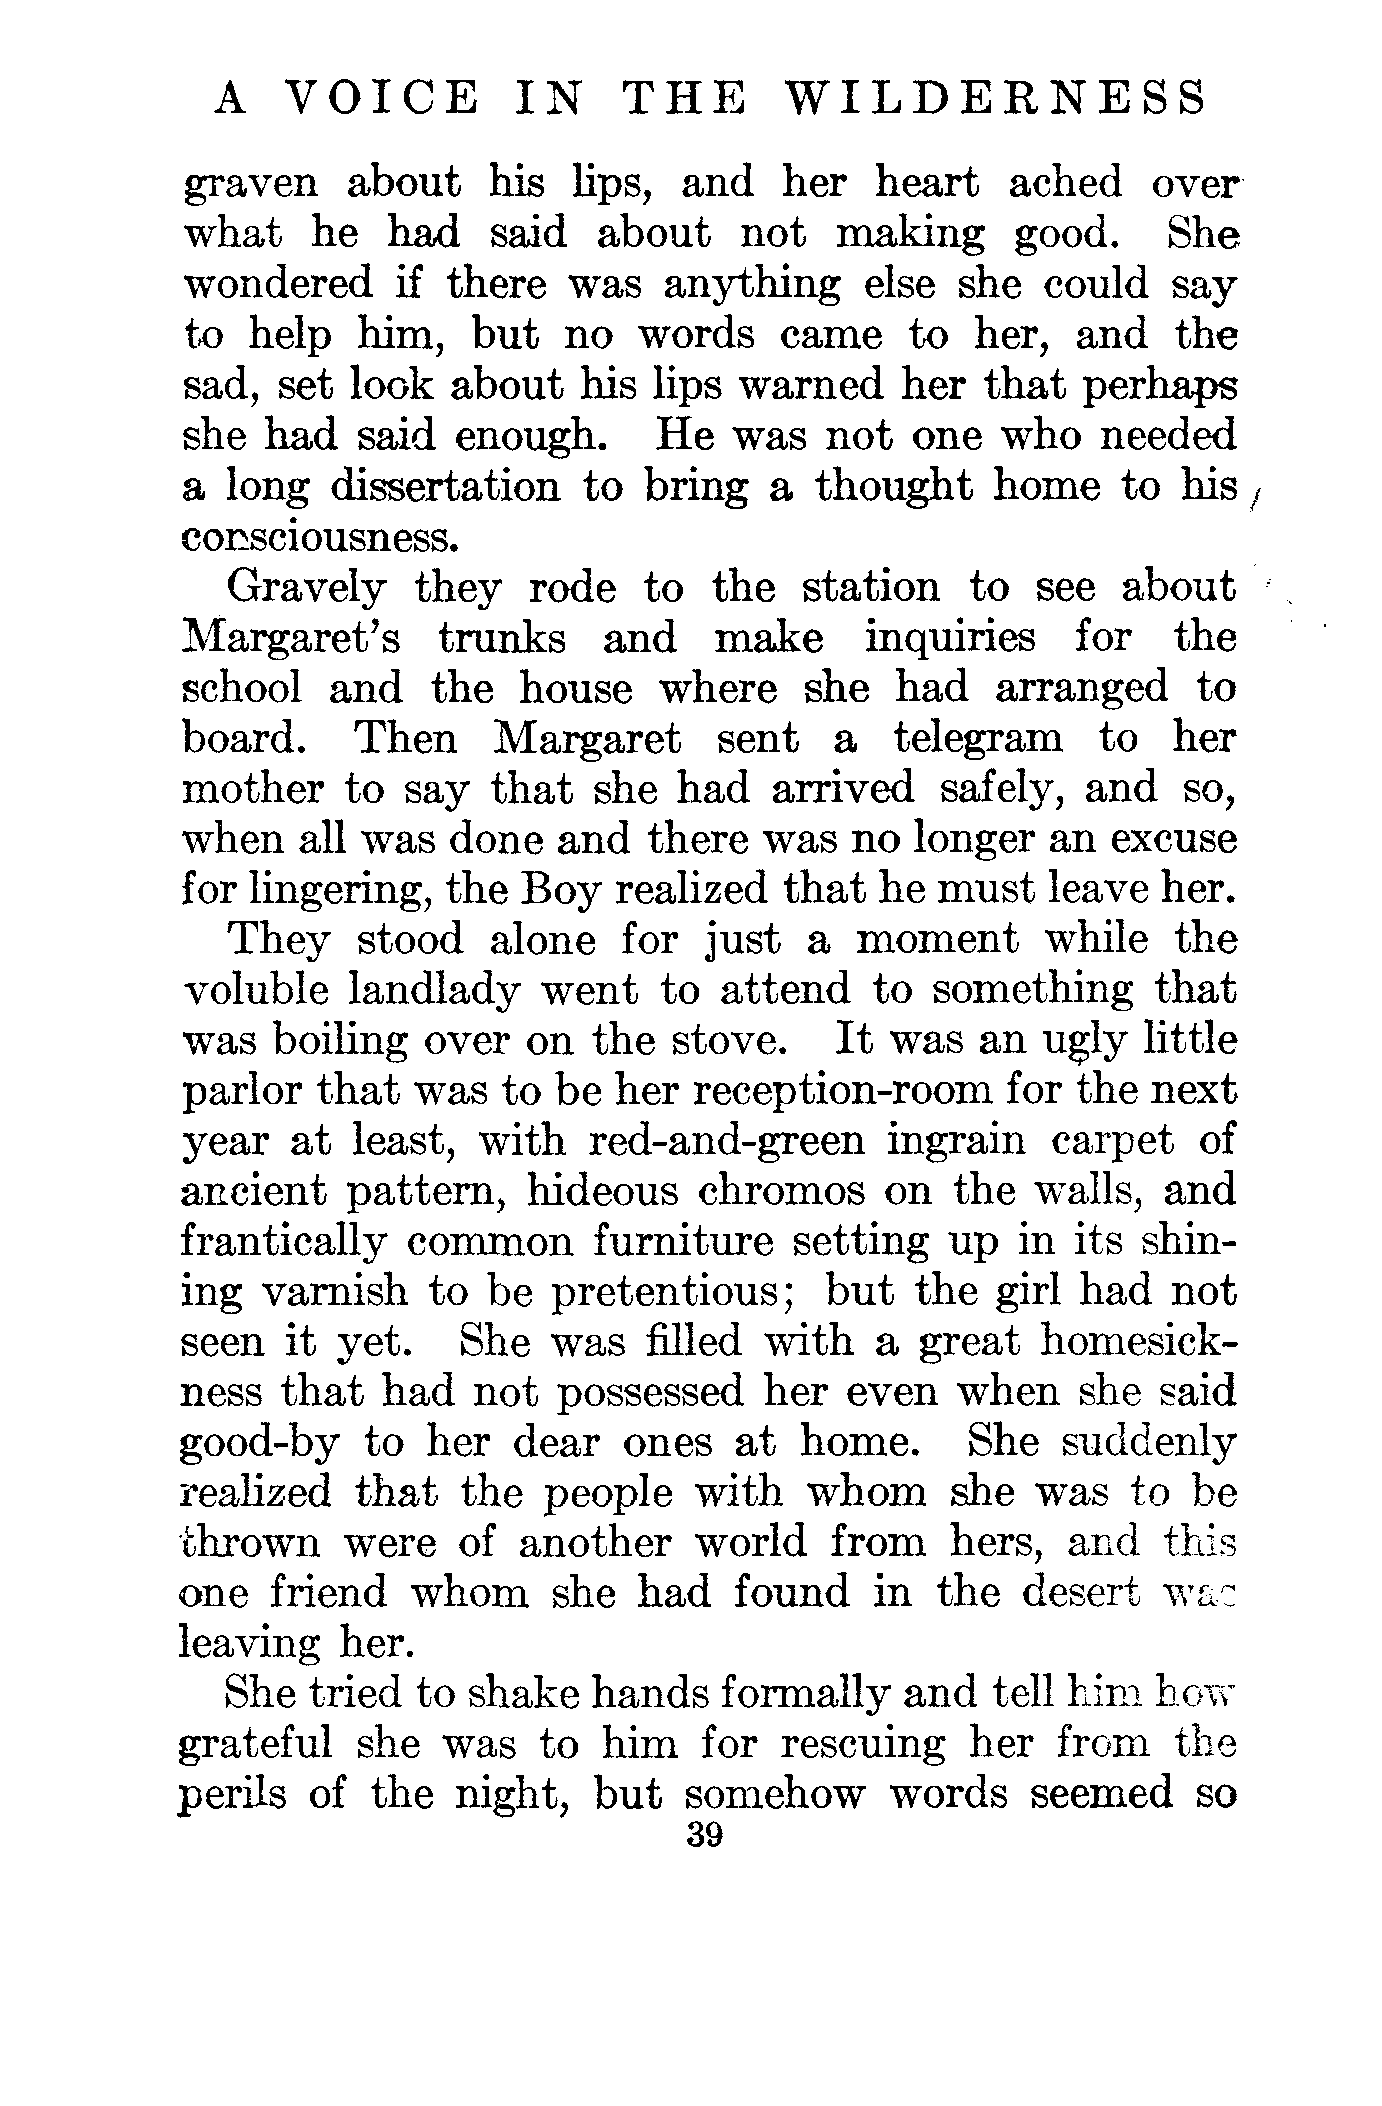 A VOICE IN THE WILDERNESS
graven about his lips, and her heart ached over
what he had said about not making good. She
wondered if there was anything else she could say
to help him, but no words came to her, and the
sad, set look about his lips warned her that perhaps
she had said enough. He was not one who needed
a long dissertation to bring a thought home to his
consciousness.
Gravely they rode to the station to see about
Margaret's trunks and make inquiries for the
school and the house where she had arranged to
board. Then Margaret sent a telegram to her
mother to say that she had arrived safely, and so,
when all was done and there was no longer an excuse
for lingering, the Boy realized that he must leave her.
They stood alone for just a moment while the
voluble landlady went to attend to something that
was boiling over on the stove. It was an ugly little
parlor that was to be her reception-room for the next
year at least, with red-and-green ingrain carpet of
ancient pattern, hideous chromos on the walls, and
frantically common furniture setting up in its shin-
ing varnish to be pretentious; but the girl had not
seen it yet. She was filled with a great homesick-
ness that had not possessed her even when she said
good-by to her dear ones at home. She suddenly
realized that the people with whom she was to be
thrown were of another world from hers, and this
one friend whom she had found in the desert was
leaving her.
She tried to shake hands formally and tell him how
grateful she was to him for rescuing her from the
perils of the night, but somehow words seemed so
39